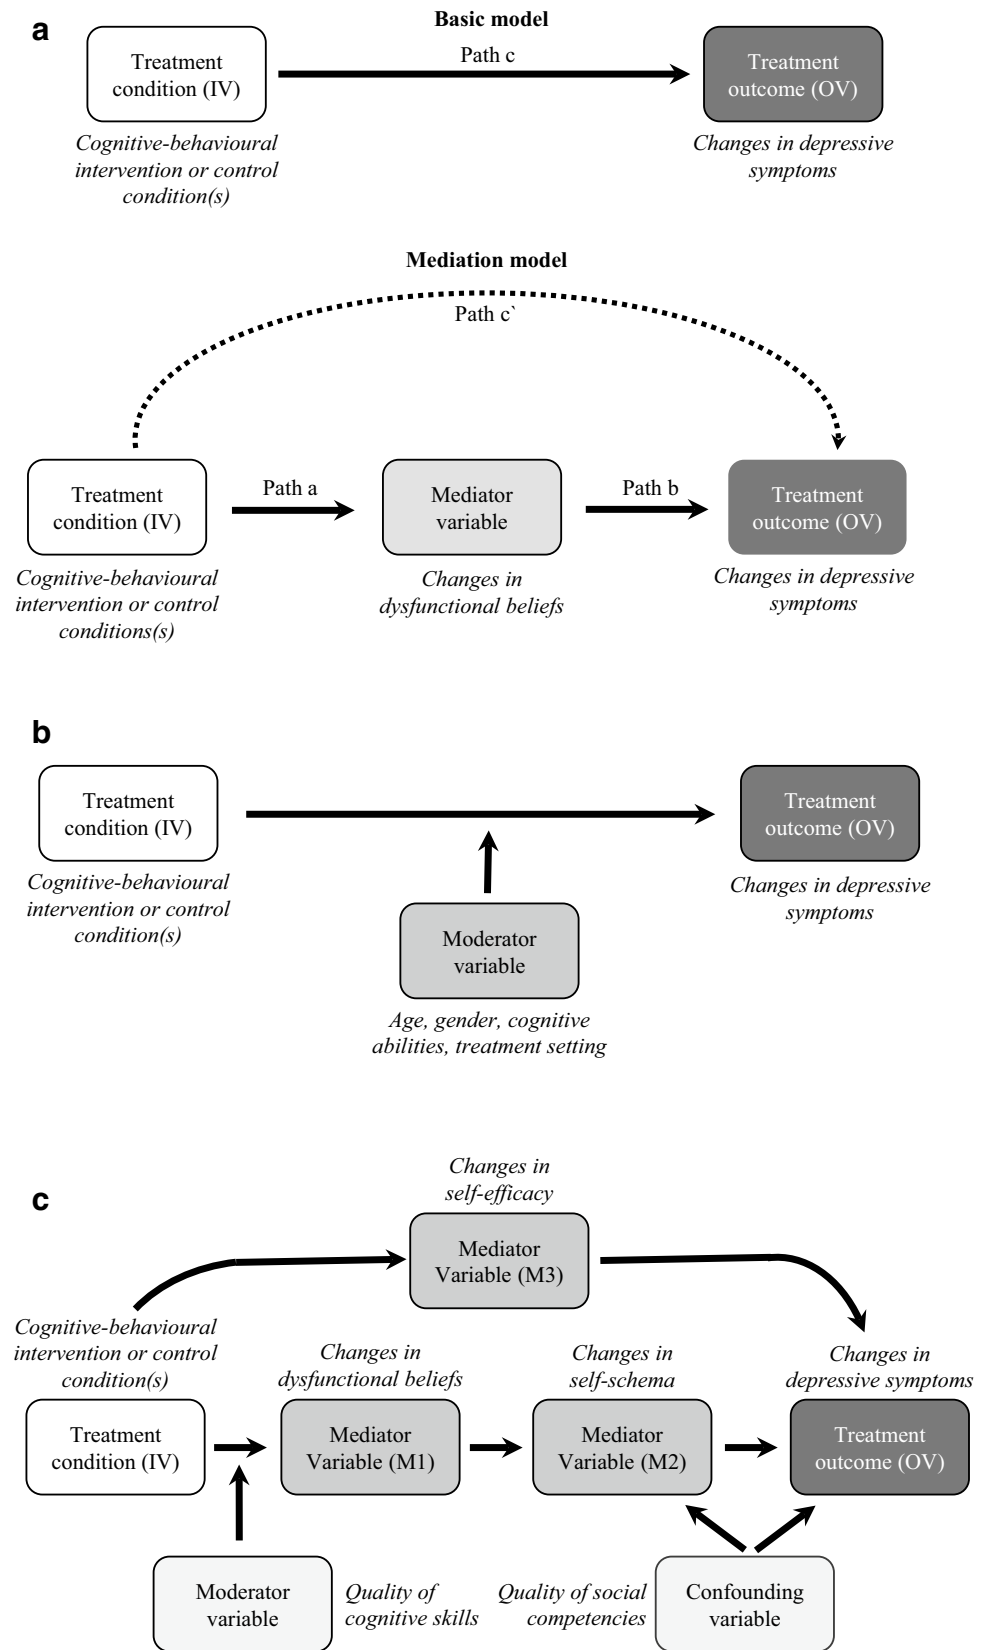 a
Basic model
Treatment
condition (IV)
Path c
Treatment
outcome (OV)
Cognitive-behavioural
intervention or control
condition(s)
Changes in depressive
symptoms
Mediation model
Path c`
Treatment
condition (IV)
Path a
Mediator
variable
Path b
Treatment
outcome (OV)
Cognitive-behavioural
intervention or control
conditions(s)
Changes in
dysfunctional beliefs
Changes in depressive
symptoms
b
Treatment
condition (IV)
Treatment
outcome (OV)
Cognitive-behavioural
intervention or control
condition(s)
Changes in depressive
symptoms
Moderator
variable
Age, gender, cognitive
abilities, treatment setting
c
Changes in
self-efficacy
Mediator
Variable (M3)
Cognitive-behavioural
intervention or control
condition(s)
Changes in
dysfunctional beliefs
Changes in
self-schema
Changes in
depressive symptoms
Treatment
condition (IV)
Mediator
Variable (M1)
Mediator
Variable (M2)
Treatment
outcome (OV)
Moderator
variable
Quality of
cognitive skills
Quality of social
competencies
Confounding
variable